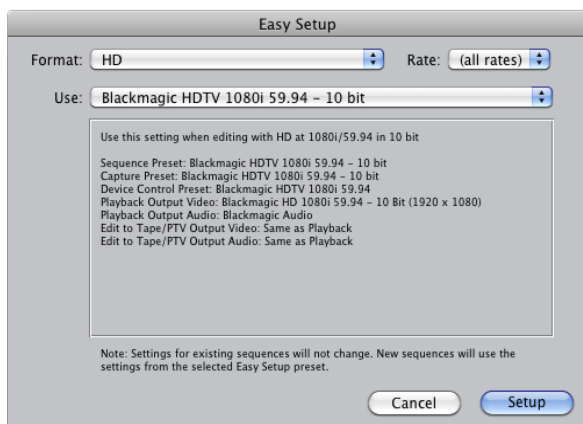 Easy Setup
Format: HD Rate: (all rates)
Use: Blackmagic HDTV 1080i 59.94 – 10 bit
Use this setting when editing with HD at 1080i/59.94 in 10 bit
Sequence Preset: Blackmagic HDTV 1080i 59.94 – 10 bit
Capture Preset: Blackmagic HDTV 1080i 59.94 – 10 bit
Device Control Preset: Blackmagic HDTV 1080i 59.94
Playback Output Video: Blackmagic HD 1080i 59.94 – 10 Bit (1920 x 1080)
Playback Output Audio: Blackmagic Audio
Edit to Tape/PTV Output Video: Same as Playback
Edit to Tape/PTV Output Audio: Same as Playback
Note: Settings for existing sequences will not change. New sequences will use the
settings from the selected Easy Setup preset.
Cancel Setup